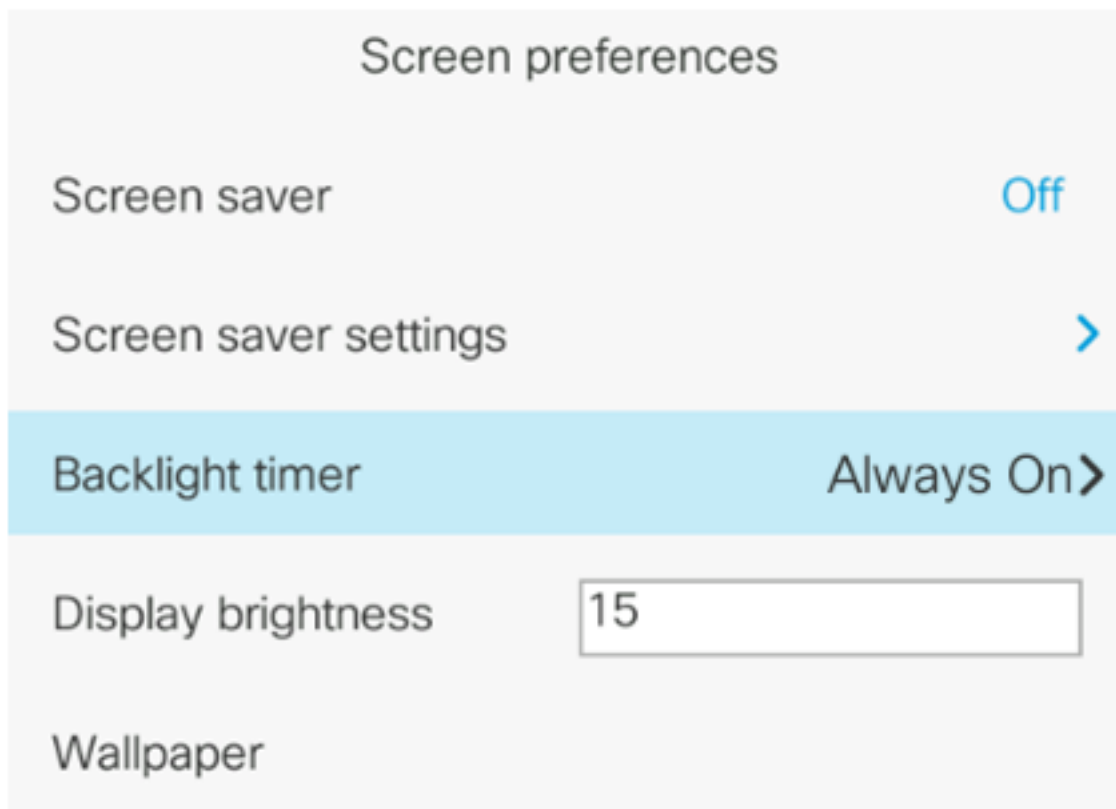 Screen preferences
Screen saver Off
Screen saver settings
Backlight timer Always On
Display brightness 15
Wallpaper